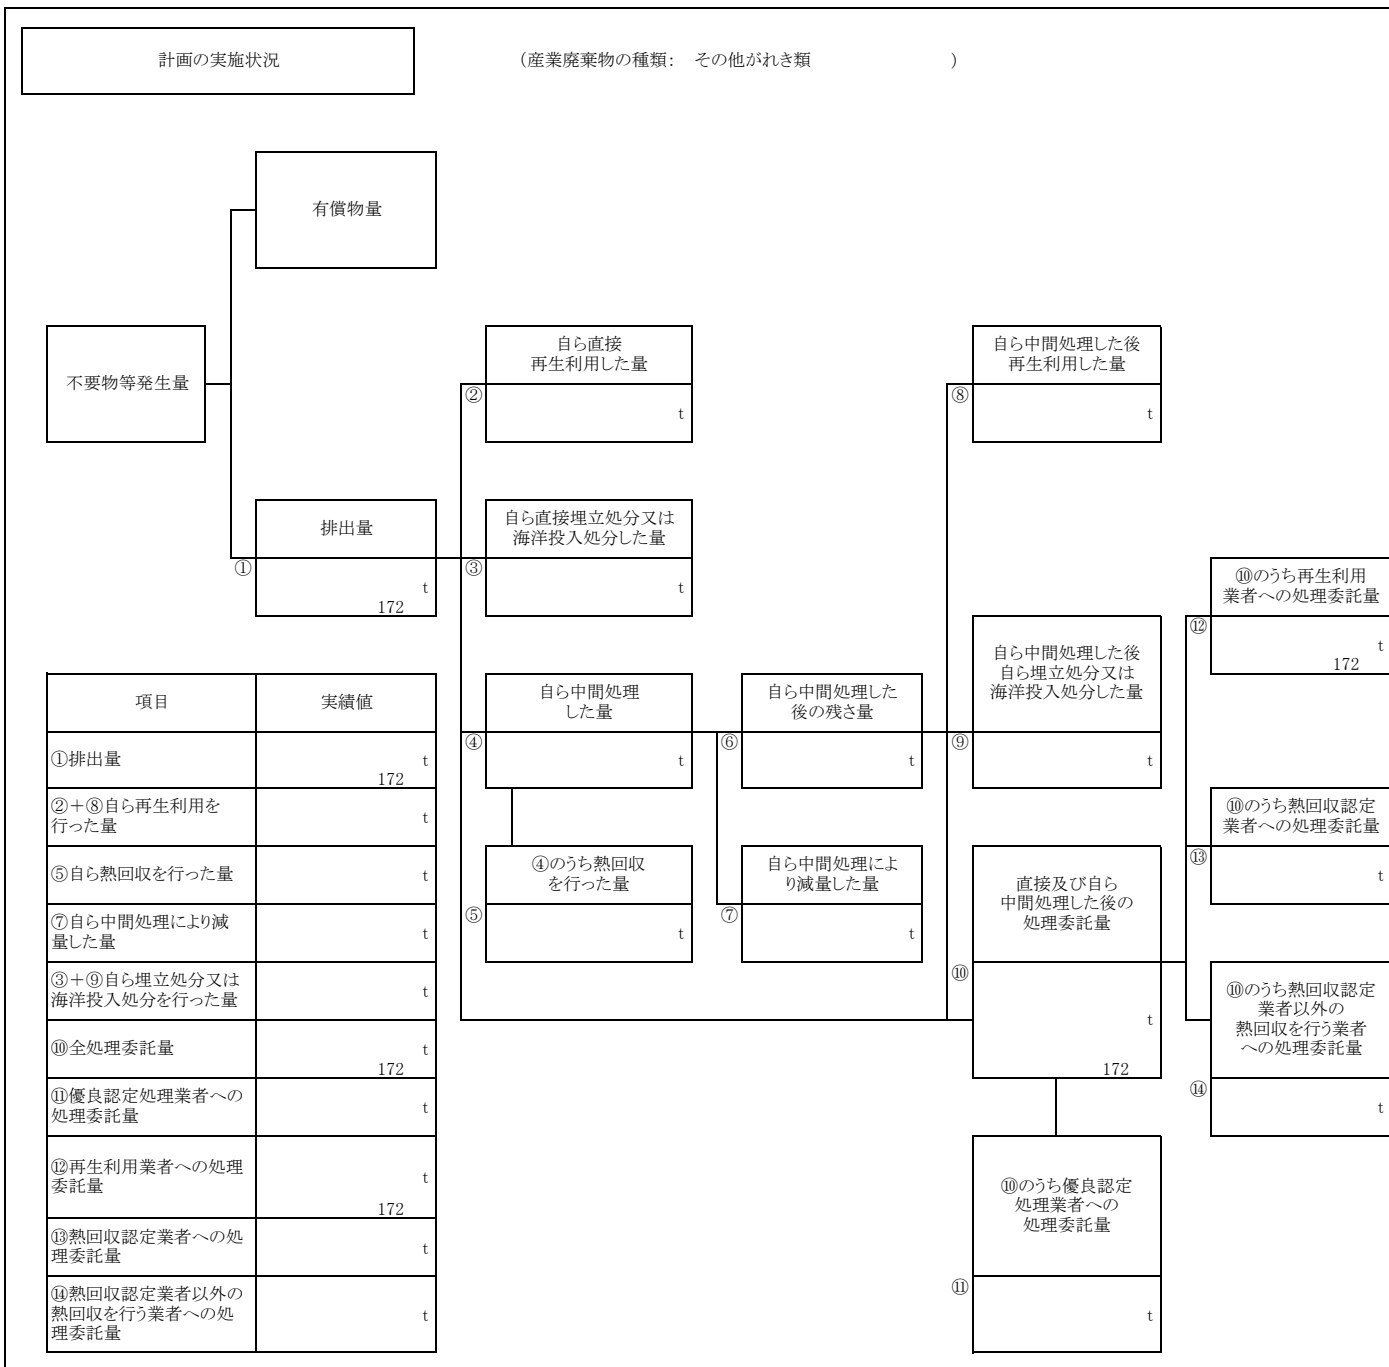 計画の実施状況
（産業廃棄物の種類：　その他がれき類　　　　　　　　　）
有償物量
不要物等発生量
自ら直接
再生利用した量
②
t
自ら中間処理した後
再生利用した量
⑧
t
排出量
①
t
172
自ら直接埋立処分又は
海洋投入処分した量
③
t
⑩のうち再生利用
業者への処理委託量
⑫
t
172
自ら中間処理した後
自ら埋立処分又は
海洋投入処分した量
⑨
t
自ら中間処理
した量
④
t
自ら中間処理した
後の残さ量
⑥
t
⑩のうち熱回収認定
業者への処理委託量
⑬
t
④のうち熱回収
を行った量
⑤
t
自ら中間処理によ
り減量した量
⑦
t
直接及び自ら
中間処理した後の
処理委託量
⑩
t
172
⑩のうち熱回収認定
業者以外の
熱回収を行う業者
への処理委託量
⑭
t
⑩のうち優良認定
処理業者への
処理委託量
⑪
t
項目
実績値
①排出量
t
172
②＋⑧自ら再生利用を
行った量
t
⑤自ら熱回収を行った量
t
⑦自ら中間処理により減
量した量
t
③＋⑨自ら埋立処分又は
海洋投入処分を行った量
t
⑩全処理委託量
t
172
⑪優良認定処理業者への
処理委託量
t
⑫再生利用業者への処理
委託量
t
172
⑬熱回収認定業者への処
理委託量
t
⑭熱回収認定業者以外の
熱回収を行う業者への処
理委託量
t